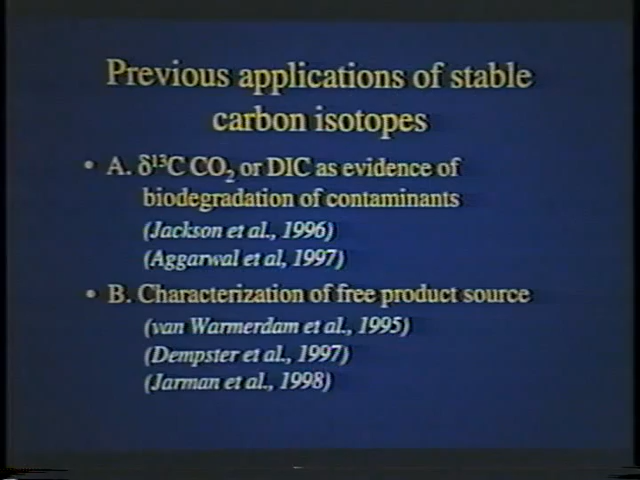 Previous applications of stable
carbon isotopes
• A. δ¹³C CO₂ or DIC as evidence of
biodegradation of contaminants
(Jackson et al., 1996)
(Aggarwal et al, 1997)
• B. Characterization of free product source
(van Warmerdam et al., 1995)
(Dempster et al., 1997)
(Jarman et al., 1998)